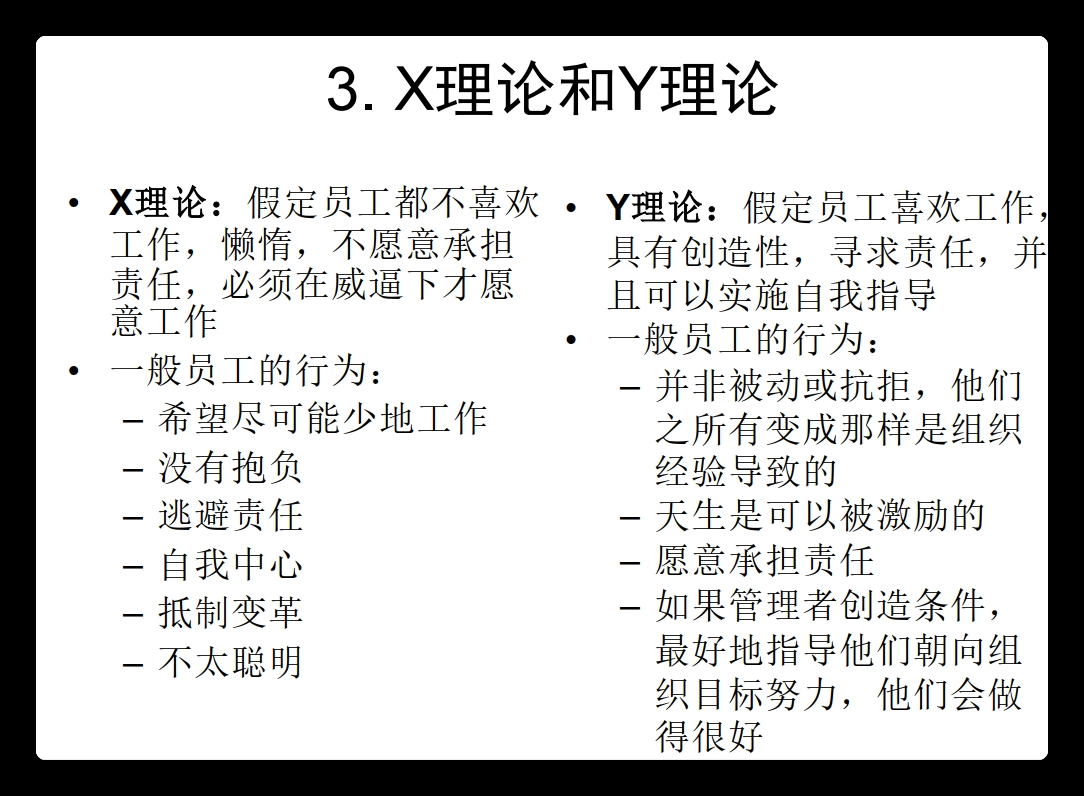 3. X理论和Y理论
• X理论：假定员工都不喜欢
工作，懒惰，不愿意承担
责任，必须在威逼下才愿
意工作
• 一般员工的行为：
– 希望尽可能少地工作
– 没有抱负
– 逃避责任
– 自我中心
– 抵制变革
– 不太聪明
• Y理论：假定员工喜欢工作，
具有创造性，寻求责任，并
且可以实施自我指导
• 一般员工的行为：
– 并非被动或抗拒，他们
之所有变成那样是组织
经验导致的
– 天生是可以被激励的
– 愿意承担责任
– 如果管理者创造条件，
最好地指导他们朝向组
织目标努力，他们会做
得很好